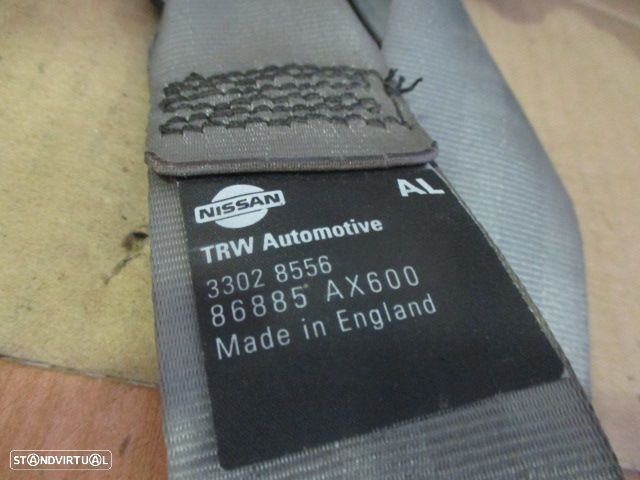 NISSAN
AL
TRW Automotive
3302 8556
86885 AX600
Made in England
STANDVIRTUAL